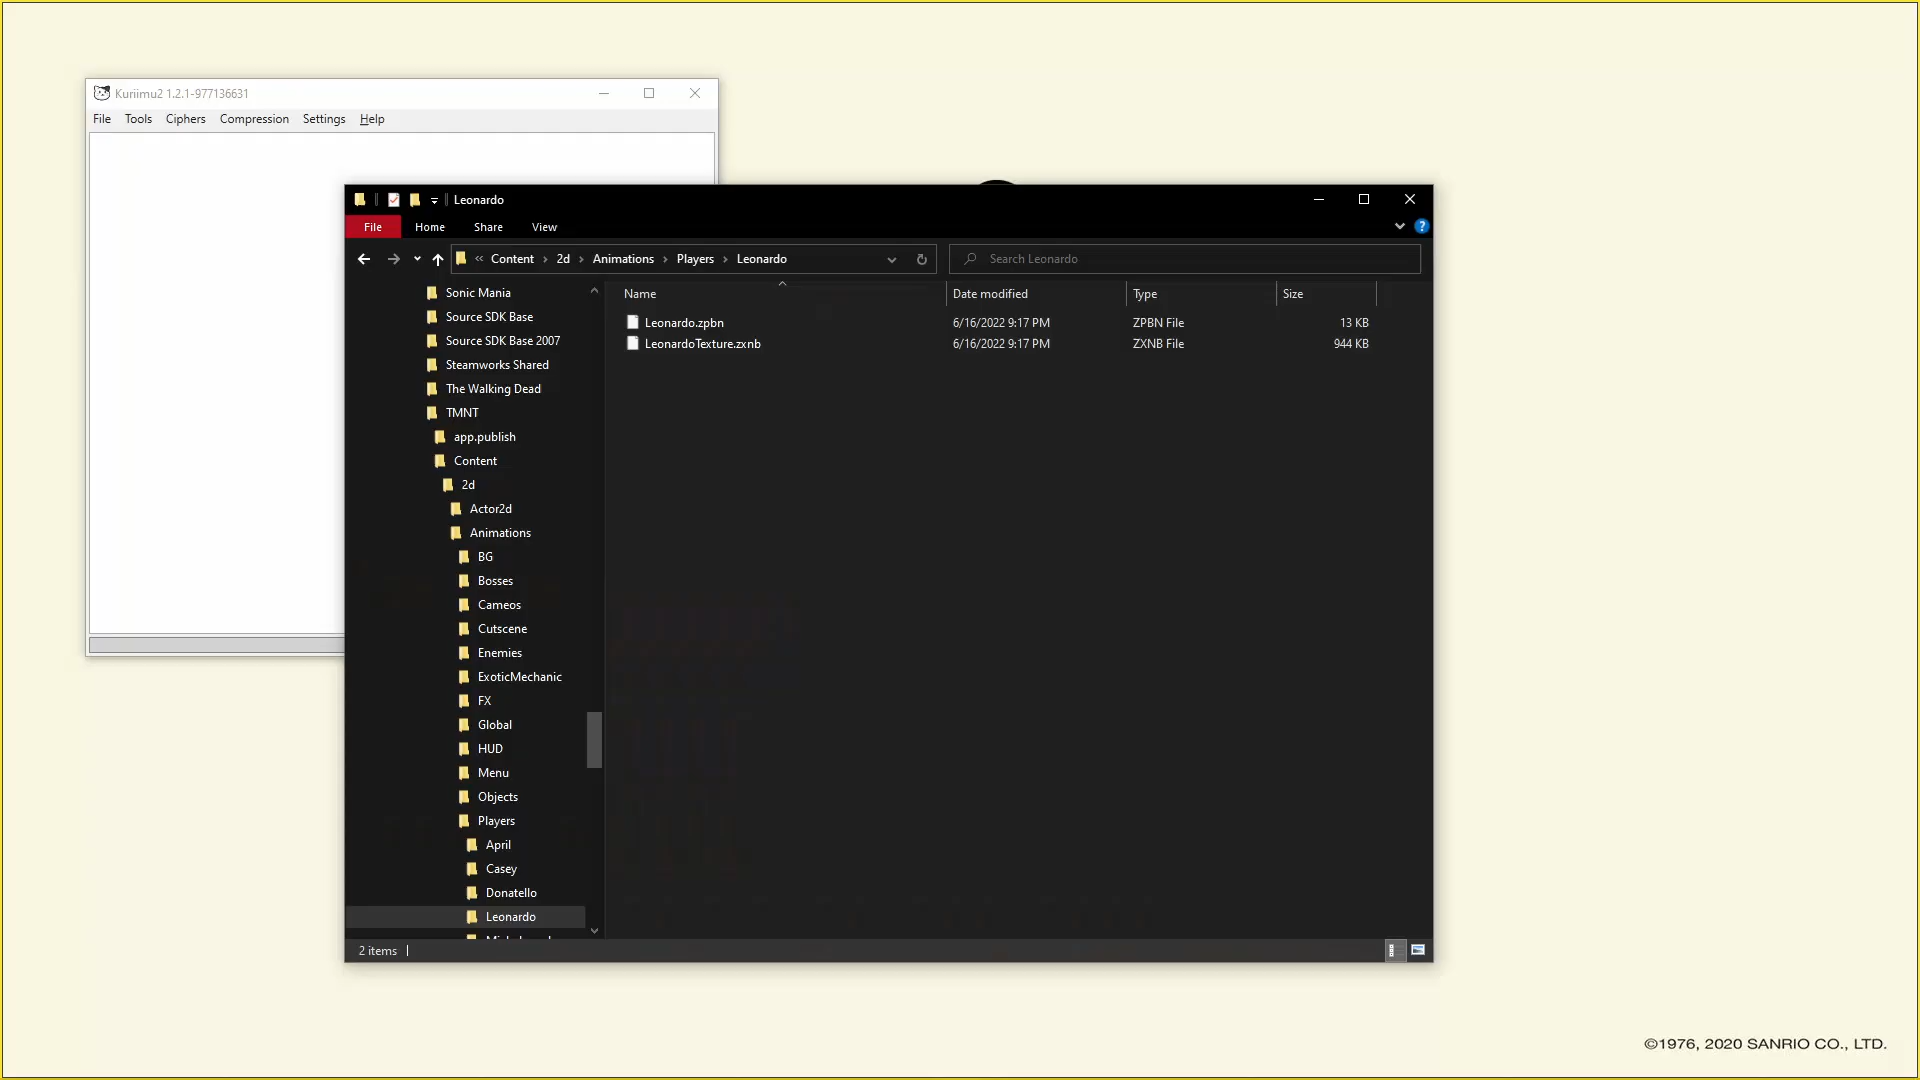 Kuriimu2 1.2.1-977136631
File Tools Ciphers Compression Settings Help
Leonardo
File Home Share View
« Content › 2d › Animations › Players › Leonardo
Search Leonardo
Name Date modified Type Size
Leonardo.zpbn 6/16/2022 9:17 PM ZPBN File 13 KB
LeonardoTexture.zxnb 6/16/2022 9:17 PM ZXNB File 944 KB
Sonic Mania
Source SDK Base
Source SDK Base 2007
Steamworks Shared
The Walking Dead
TMNT
app.publish
Content
2d
Actor2d
Animations
BG
Bosses
Cameos
Cutscene
Enemies
ExoticMechanic
FX
Global
HUD
Menu
Objects
Players
April
Casey
Donatello
Leonardo
2 items
©1976, 2020 SANRIO CO., LTD.